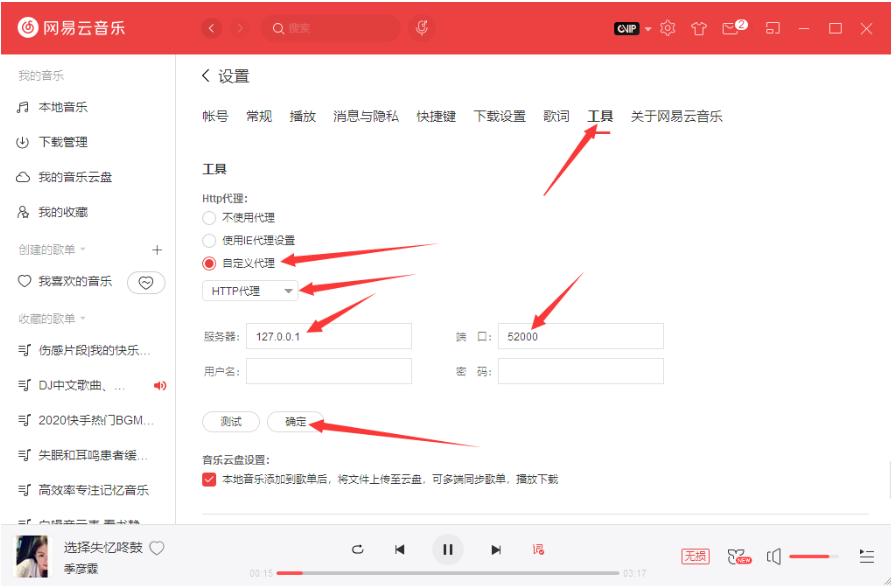 网易云音乐
搜索
CVIP
2
我的音乐
本地音乐
下载管理
我的音乐云盘
我的收藏
创建的歌单
我喜欢的音乐
收藏的歌单
伤感片段|我的快乐...
DJ中文歌曲、...
2020快手热门BGM...
失眠和耳鸣患者缓...
高效率专注记忆音乐
设置
帐号 常规 播放 消息与隐私 快捷键 下载设置 歌词 工具 关于网易云音乐
工具
Http代理:
不使用代理
使用IE代理设置
自定义代理
HTTP代理
服务器: 127.0.0.1 端 口: 52000
用户名: 密 码:
测试 确定
音乐云盘设置:
本地音乐添加到歌单后，将文件上传至云盘，可多端同步歌单，播放下载
选择失忆咚鼓
季彦霖
词
00:15
03:17
无损
NEW